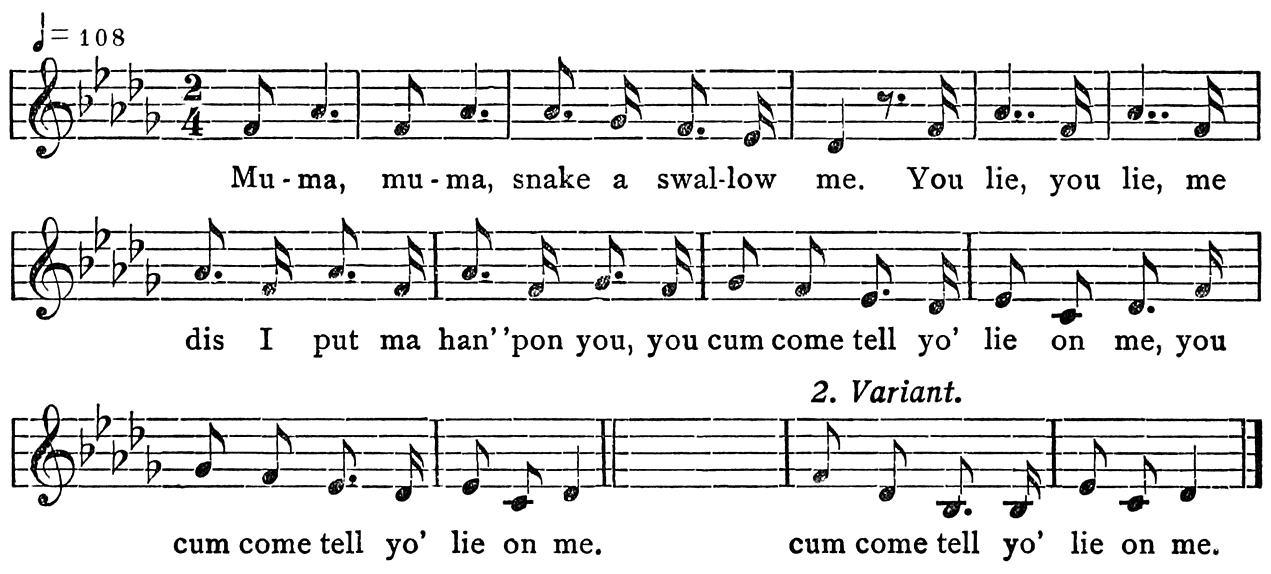 = 108
2
4
Mu - ma, mu - ma, snake a swal-low me. You lie, you lie, me
dis I put ma han' 'pon you, you cum come tell yo' lie on me, you
2. Variant.
cum come tell yo' lie on me. cum come tell yo' lie on me.